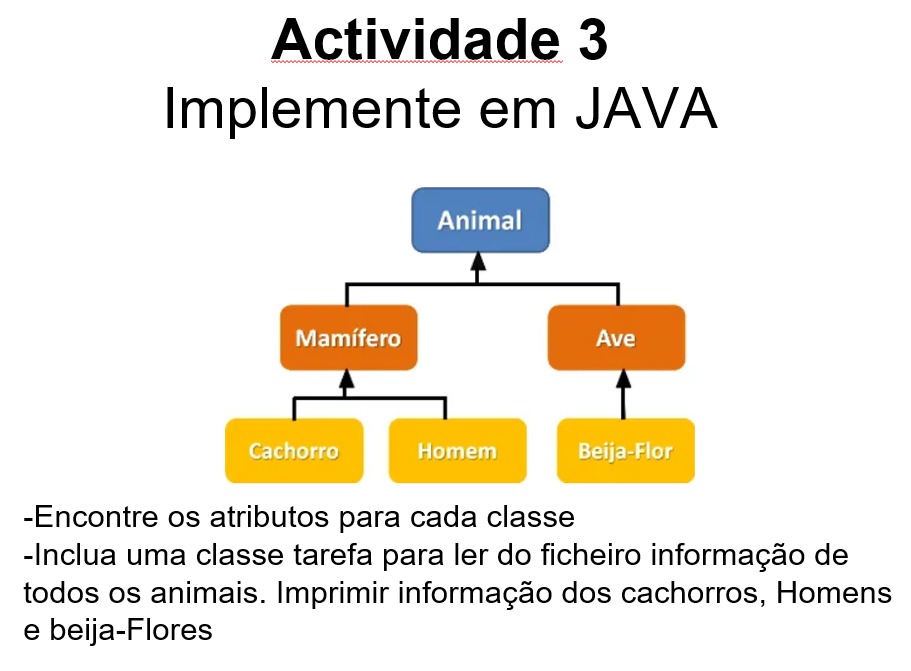 Actividade 3
Implemente em JAVA
Animal
Mamífero
Ave
Cachorro
Homem
Beija-Flor
-Encontre os atributos para cada classe
-Inclua uma classe tarefa para ler do ficheiro informação de
todos os animais. Imprimir informação dos cachorros, Homens
e beija-Flores